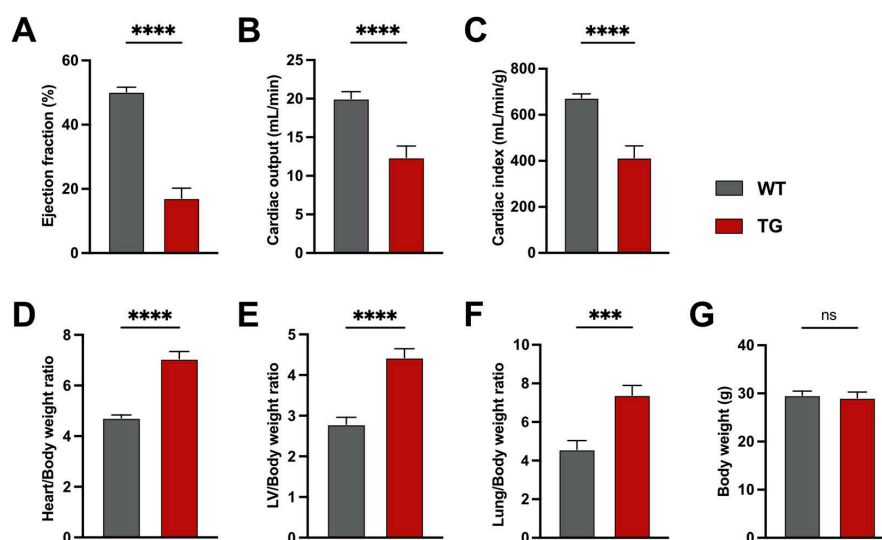 A
****
Ejection fraction (%)
60
40
20
0
B
****
Cardiac output (mL/min)
25
20
15
10
5
0
C
****
Cardiac index (mL/min/g)
800
600
400
600
0
WT
TG
D
****
Heart/Body weight ratio
8
6
4
2
0
E
****
LV/Body weight ratio
5
4
3
2
1
0
F
***
Lung/Body weight ratio
10
8
6
4
2
0
G
ns
Body weight (g)
40
30
20
10
0